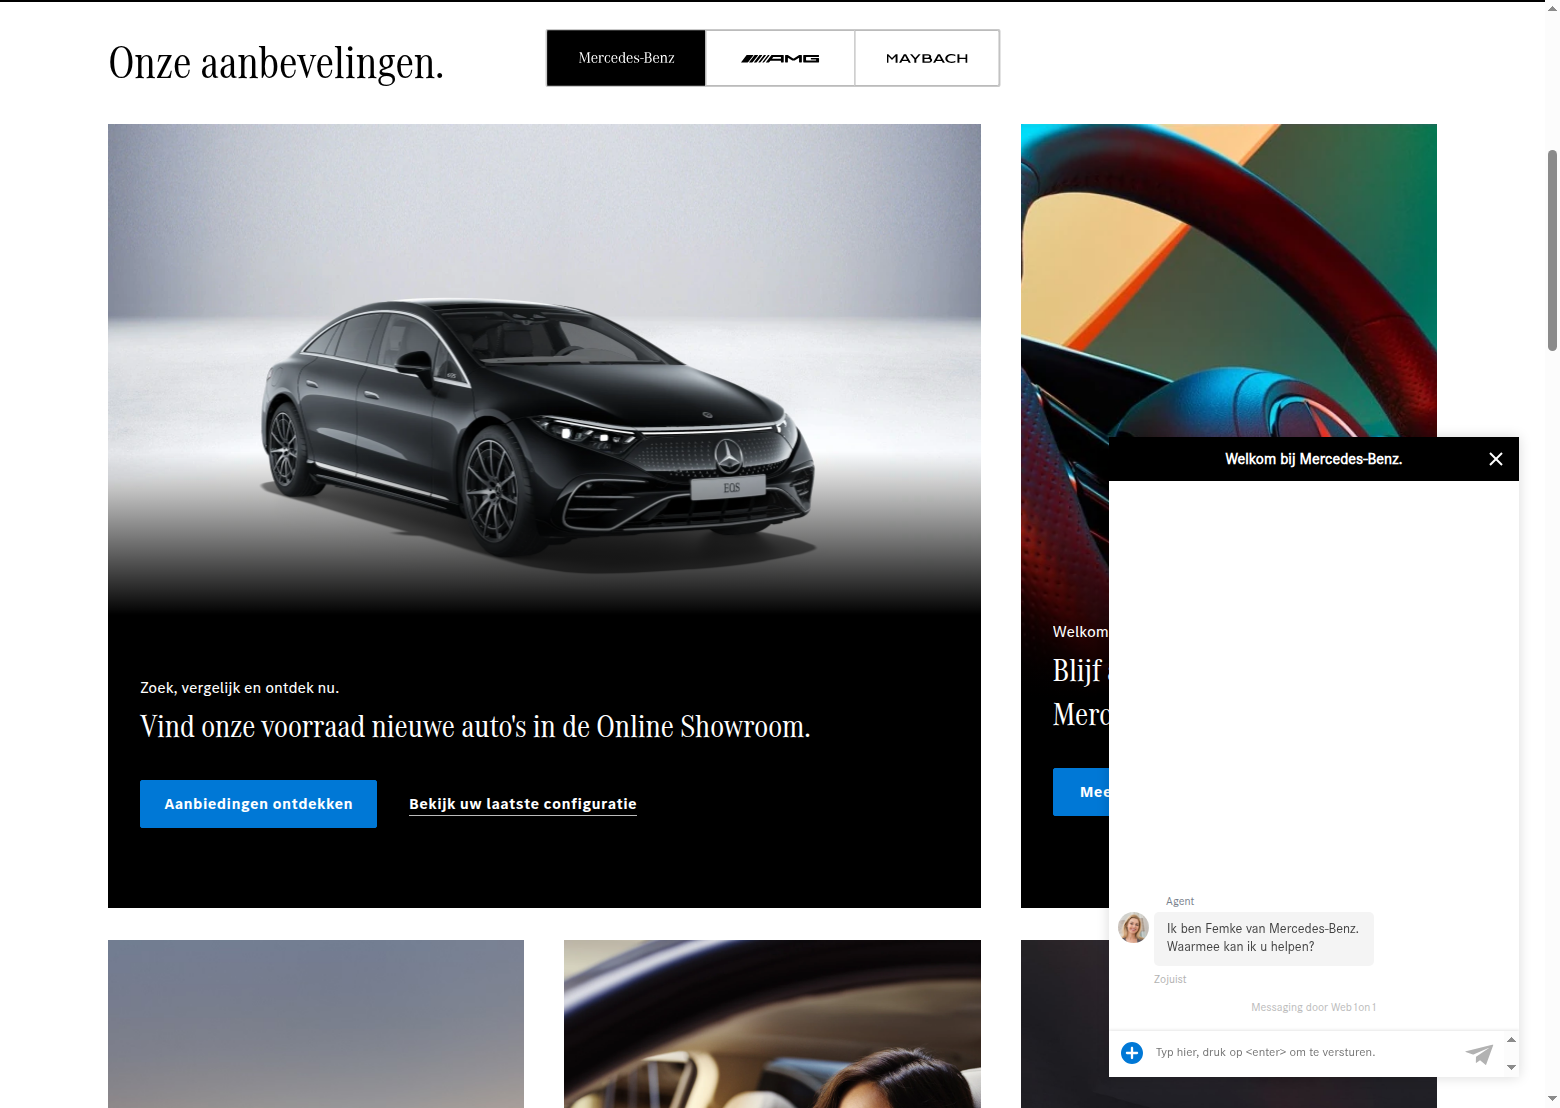 Onze aanbevelingen.
Mercedes-Benz
AMG
MAYBACH
EQS
Zoek, vergelijk en ontdek nu.
Vind onze voorraad nieuwe auto's in de Online Showroom.
Aanbiedingen ontdekken
Bekijk uw laatste configuratie
Welkom
Blijf
Merc
Mee
Welkom bij Mercedes-Benz.
Agent
Ik ben Femke van Mercedes-Benz.
Waarmee kan ik u helpen?
Zojuist
Messaging door Web1on1
Typ hier, druk op <enter> om te versturen.